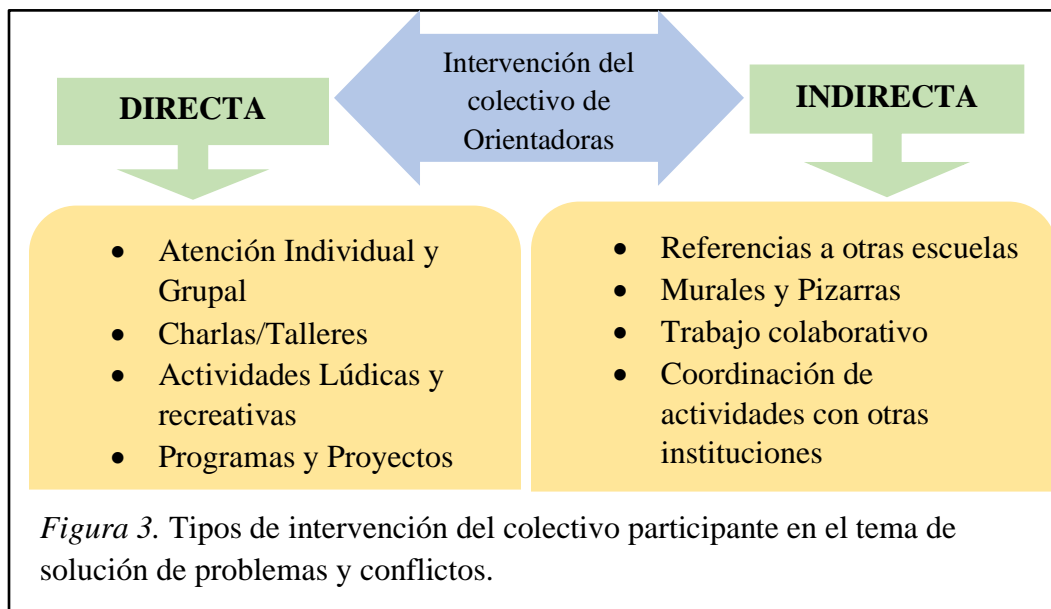 Intervención del
colectivo de
Orientadoras
DIRECTA
INDIRECTA
• Atención Individual y
Grupal
• Charlas/Talleres
• Actividades Lúdicas y
recreativas
• Programas y Proyectos
• Referencias a otras escuelas
• Murales y Pizarras
• Trabajo colaborativo
• Coordinación de
actividades con otras
instituciones
Figura 3. Tipos de intervención del colectivo participante en el tema de
solución de problemas y conflictos.